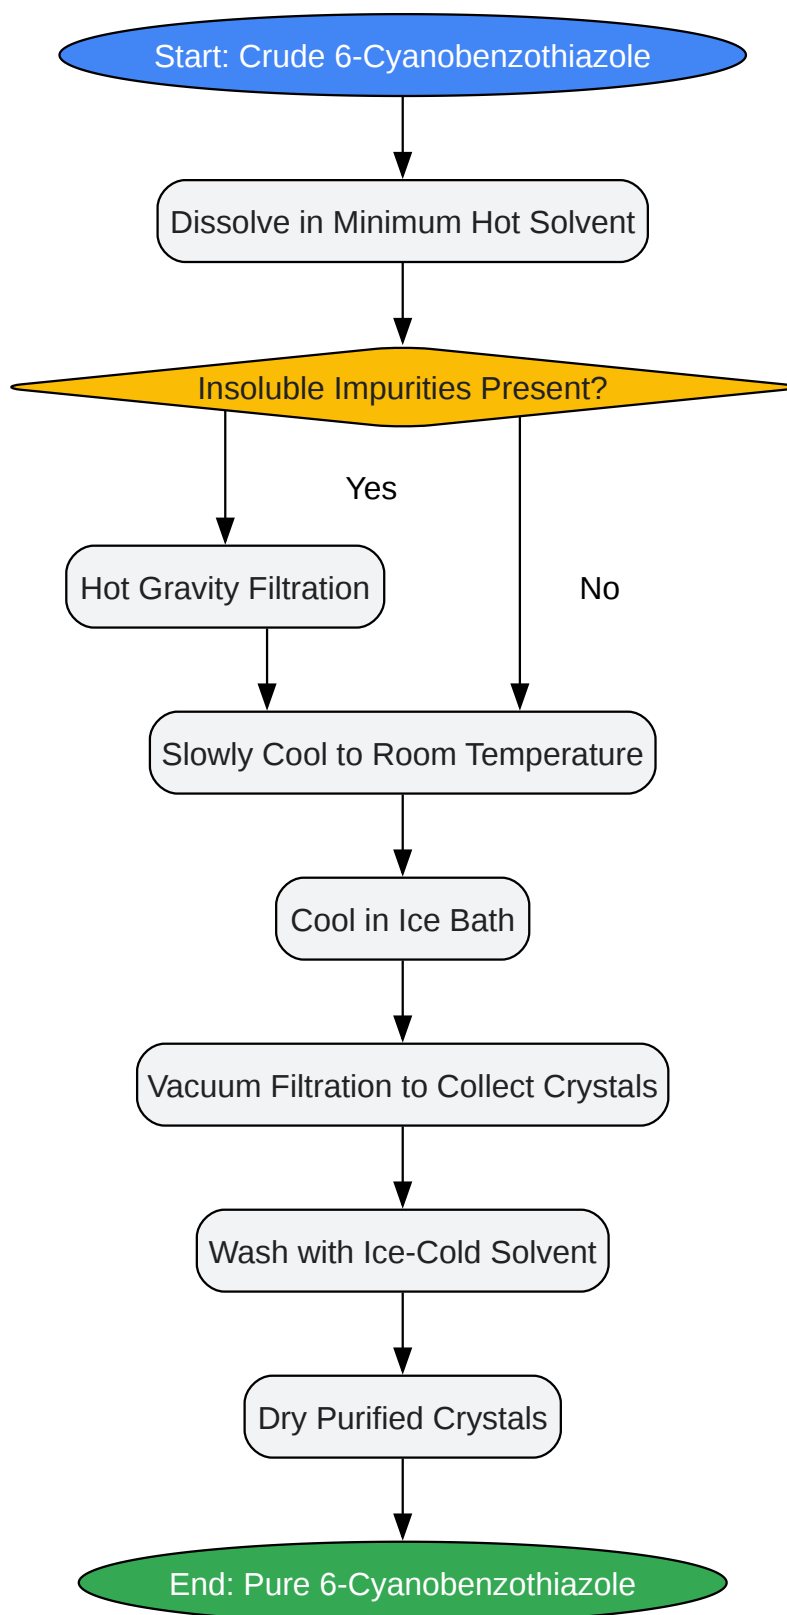 Start: Crude 6-Cyanobenzothiazole
Dissolve in Minimum Hot Solvent
Insoluble Impurities Present?
Yes
Hot Gravity Filtration
No
Slowly Cool to Room Temperature
Cool in Ice Bath
Vacuum Filtration to Collect Crystals
Wash with Ice-Cold Solvent
Dry Purified Crystals
End: Pure 6-Cyanobenzothiazole